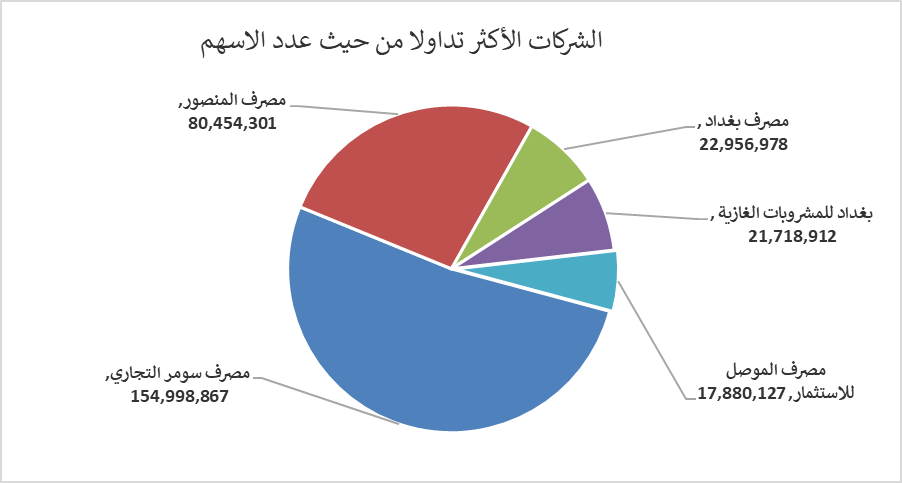 الشركات الأكثر تداولا من حيث عدد الاسهم
مصرف المنصور,
80,454,301
مصرف بغداد ,
22,956,978
بغداد للمشروبات الغازية ,
21,718,912
مصرف الموصل
للاستثمار, 17,880,127
مصرف سومر التجاري,
154,998,867